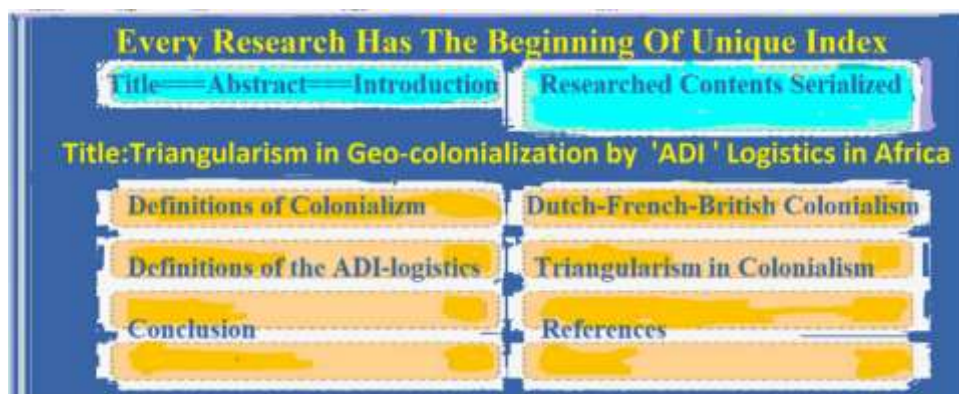 Every Research Has The Beginning Of Unique Index
Title===Abstract===Introduction
Researched Contents Serialized
Title:Triangularism in Geo-colonialization by 'ADI ' Logistics in Africa
Definitions of Colonializm
Dutch-French-British Colonialism
Definitions of the ADI-logistics
Triangularism in Colonialism
Conclusion
References